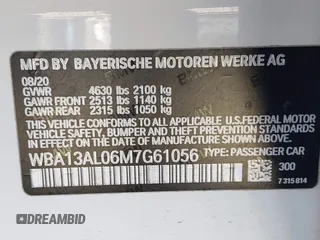 MFD BY BAYERISCHE MOTOREN WERKE AG
08/20
GVWR 4630 lbs 2100 kg
GAWR FRONT 2513 lbs 1140 kg
GAWR REAR 2315 lbs 1050 kg
THIS VEHICLE CONFORMS TO ALL APPLICABLE
U.S.FEDERAL MOTOR VEHICLE SAFETY, BUMPER,
AND THEFT PREVENTION STANDARDS IN EFFECT
ON THE DATE OF MANUFACTURE SHOWN ABOVE.
WBA13AL06M7G61056 TYPE: PASSENGER CAR
300
7 315 814
DREAMBID